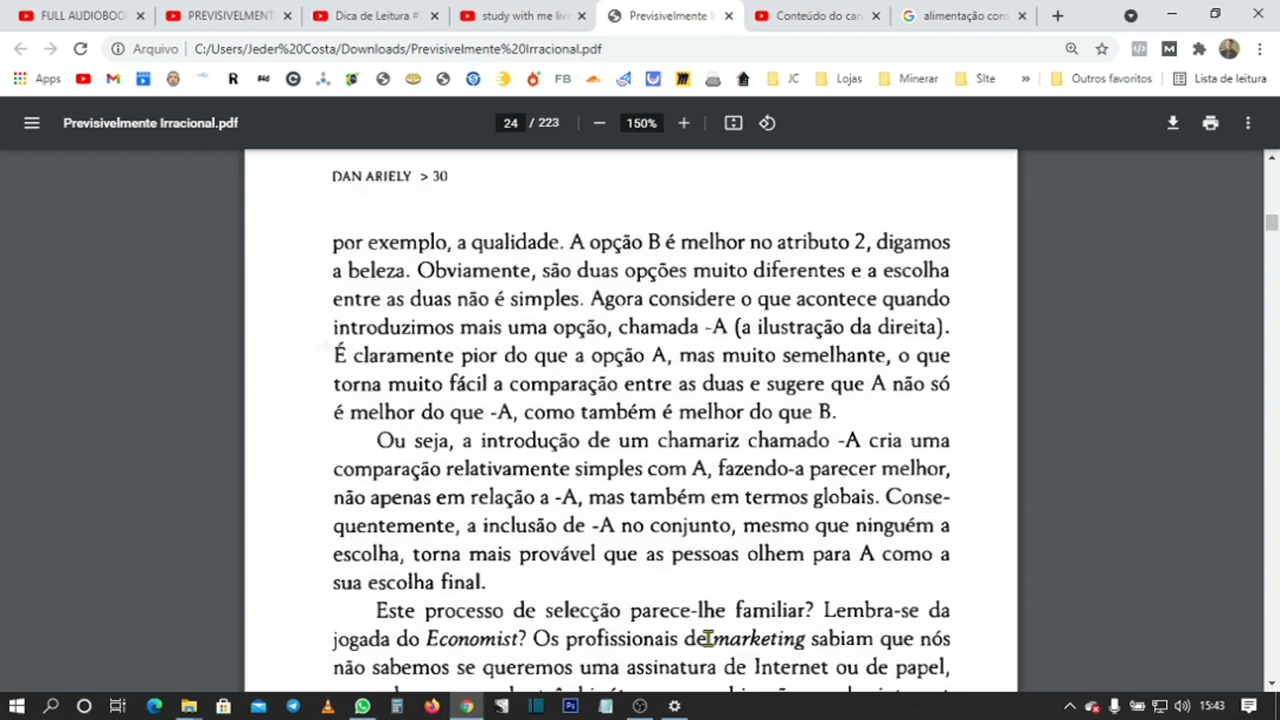 FULL AUDIOBOO
PREVISIVELMENT
Dica de Leitura #
study with me live
Previsivelmente I
Conteúdo do can
alimentação cons
Arquivo
C:/Users/Jeder%20Costa/Downloads/Previsivelmente%20Irracional.pdf
Apps
FB
JC
Lojas
Minerar
SIte
»
Outros favoritos
Lista de leitura
Previsivelmente Irracional.pdf
24 / 223
150%
DAN ARIELY > 30
por exemplo, a qualidade. A opção B é melhor no atributo 2, digamos
a beleza. Obviamente, são duas opções muito diferentes e a escolha
entre as duas não é simples. Agora considere o que acontece quando
introduzimos mais uma opção, chamada -A (a ilustração da direita).
É claramente pior do que a opção A, mas muito semelhante, o que
torna muito fácil a comparação entre as duas e sugere que A não só
é melhor do que -A, como também é melhor do que B.
Ou seja, a introdução de um chamariz chamado -A cria uma
comparação relativamente simples com A, fazendo-a parecer melhor,
não apenas em relação a -A, mas também em termos globais. Conse-
quentemente, a inclusão de -A no conjunto, mesmo que ninguém a
escolha, torna mais provável que as pessoas olhem para A como a
sua escolha final.
Este processo de selecção parece-lhe familiar? Lembra-se da
jogada do Economist? Os profissionais de marketing sabiam que nós
não sabemos se queremos uma assinatura de Internet ou de papel,
15:43